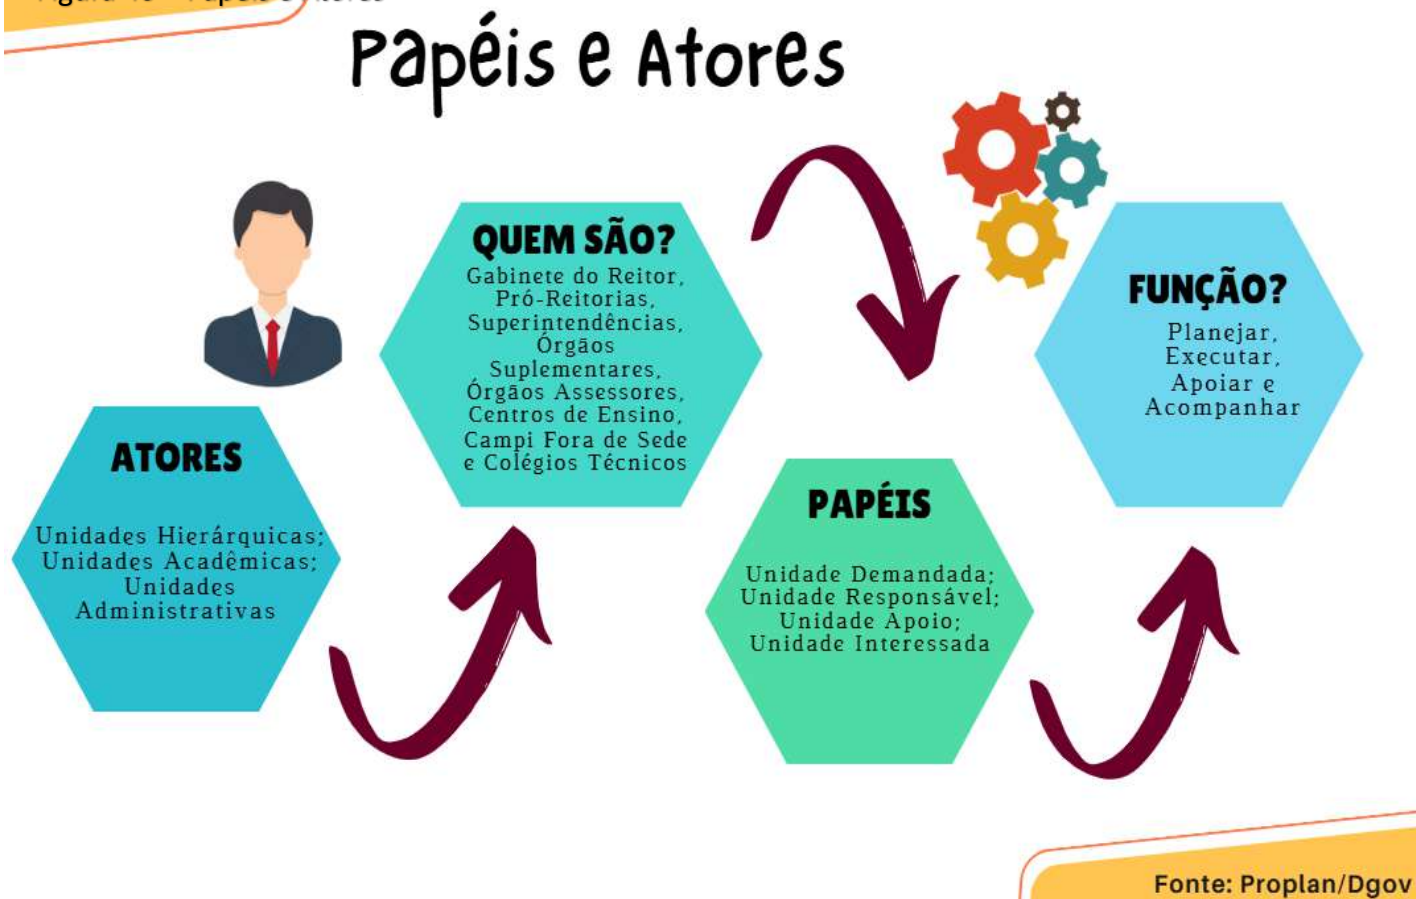 Papéis e Atores
ATORES
Unidades Hierárquicas;
Unidades Acadêmicas;
Unidades
Administrativas
QUEM SÃO?
Gabinete do Reitor,
Pró-Reitorias,
Superintendências,
Órgãos
Suplementares,
Órgãos Assessores,
Centros de Ensino,
Campi Fora de Sede
e Colégios Técnicos
PAPÉIS
Unidade Demandada;
Unidade Responsável;
Unidade Apoio;
Unidade Interessada
FUNÇÃO?
Planejar,
Executar,
Apoiar e
Acompanhar
Fonte: Proplan/Dgov